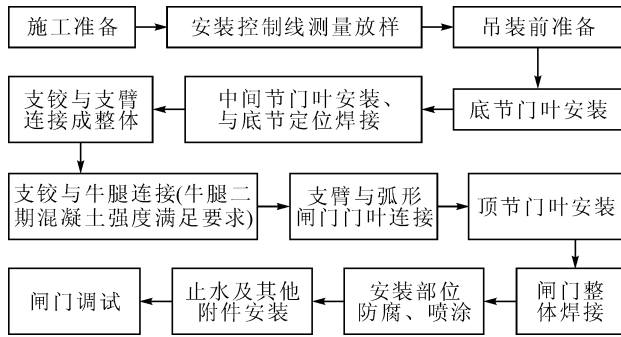 施工准备
安装控制线测量放样
吊装前准备
支铰与支臂
连接成整体
中间节门叶安装、
与底节定位焊接
底节门叶安装
支铰与牛腿连接(牛腿二
期混凝土强度满足要求)
支臂与弧形
闸门门叶连接
顶节门叶安装
闸门调试
止水及其他
附件安装
安装部位
防腐、喷涂
闸门整
体焊接